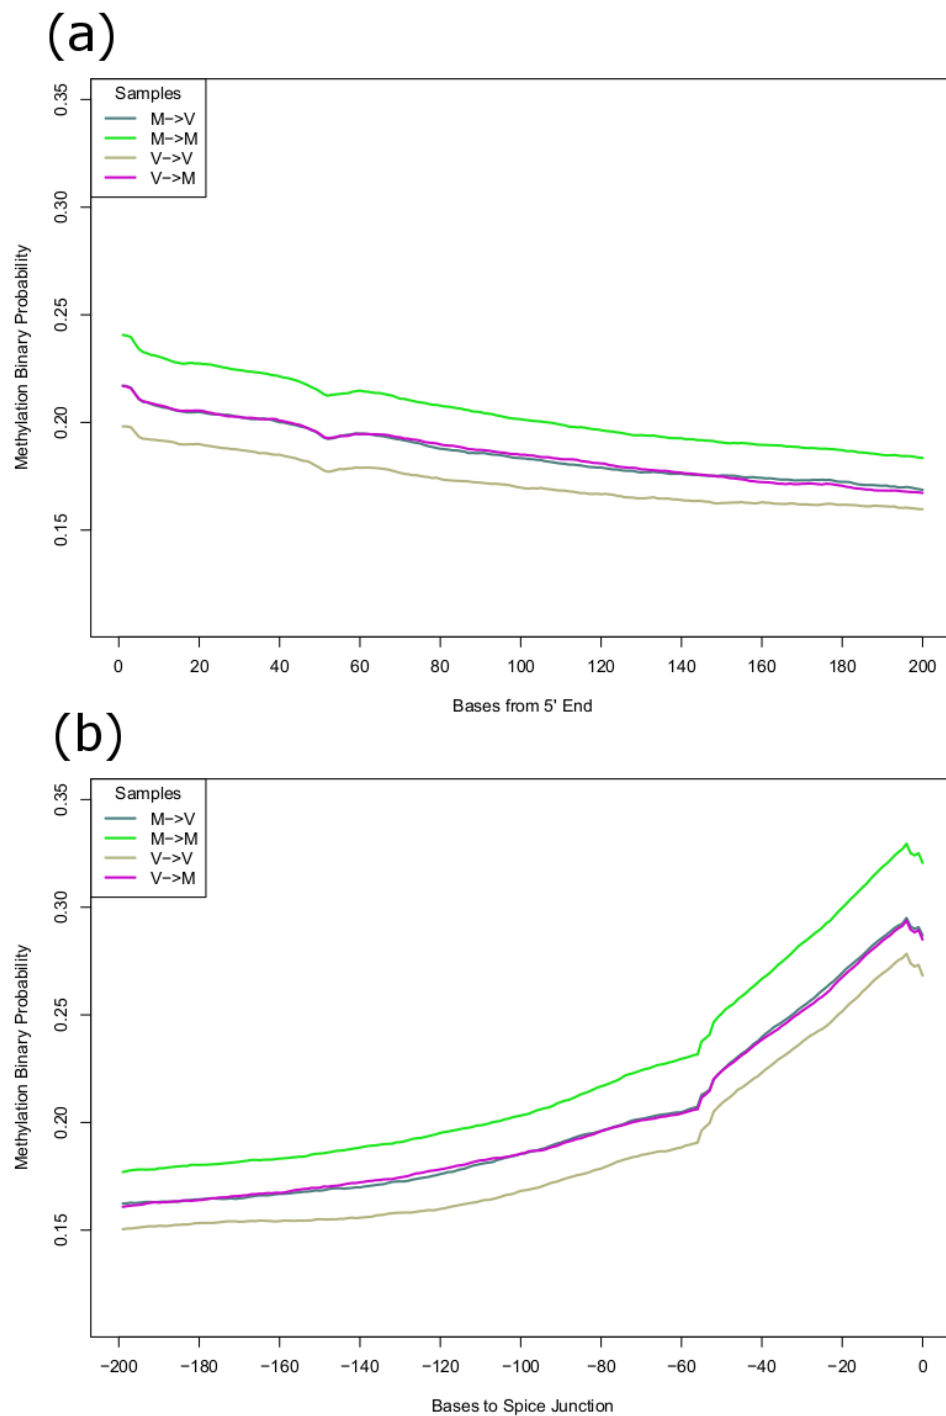 (a)
Samples
M->V
M->M
V->V
V->M
0.35
0.30
0.25
0.20
0.15
Methylation Binary Probability
0 20 40 60 80 100 120 140 160 180 200
Bases from 5' End
(b)
Samples
M->V
M->M
V->V
V->M
0.35
0.30
0.25
0.20
0.15
Methylation Binary Probability
−200 −180 −160 −140 −120 −100 −80 −60 −40 −20 0
Bases to Spice Junction